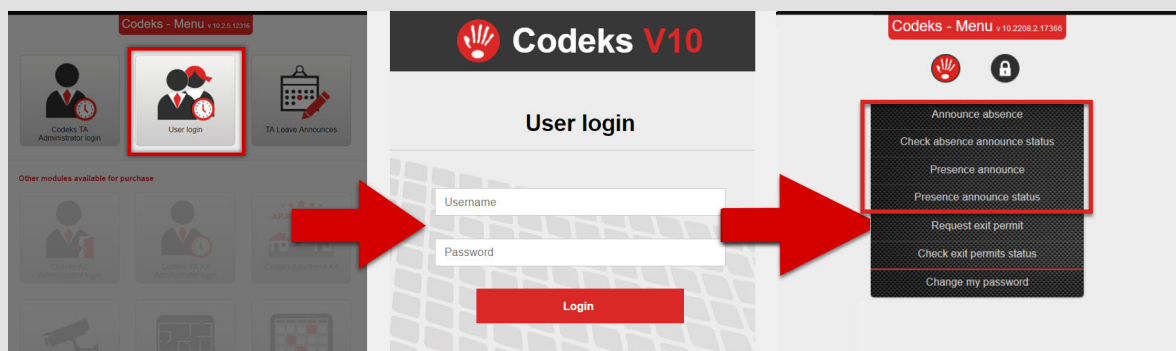 Codeks - Menu v 10.2.5.12316
Codeks TA
Administrator login
User login
TA Leave Announces
Other modules available for purchase
Codeks V10
User login
Username
Password
Login
Codeks - Menu v 10.2208.2.17366
Announce absence
Check absence announce status
Presence announce
Presence announce status
Request exit permit
Check exit permits status
Change my password